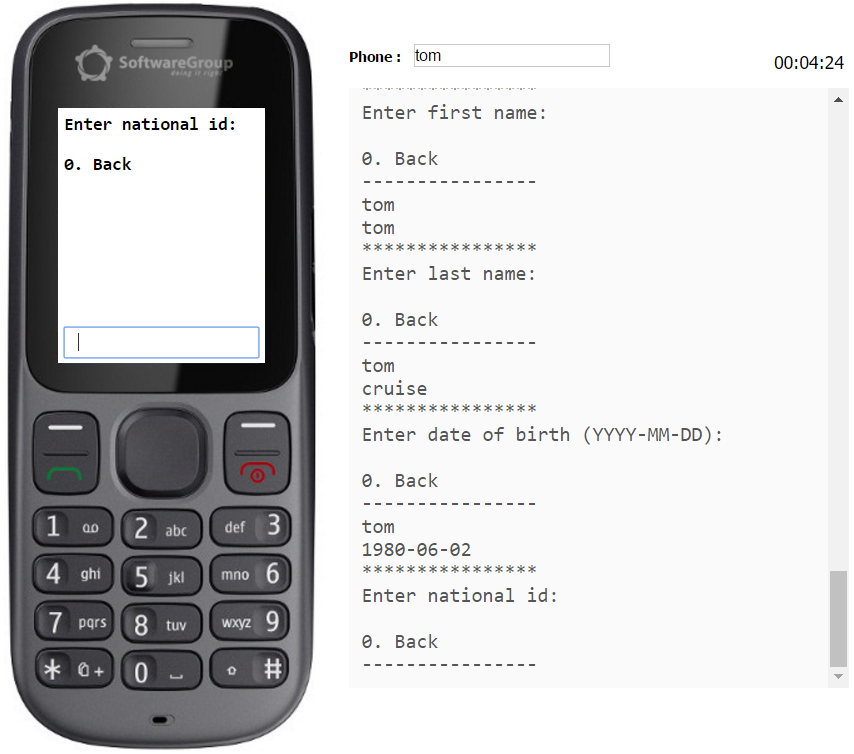 SoftwareGroup
doing it right
Enter national id:
0. Back
1
2 abc
def 3
4 ghi
5 jkl
mno 6
7 pqrs
8 tuv
wxyz 9
* +
0
#
Phone :
tom
00:04:24
****************
Enter first name:
0. Back
----------------
tom
tom
****************
Enter last name:
0. Back
----------------
tom
cruise
****************
Enter date of birth (YYYY-MM-DD):
0. Back
----------------
tom
1980-06-02
****************
Enter national id:
0. Back
----------------